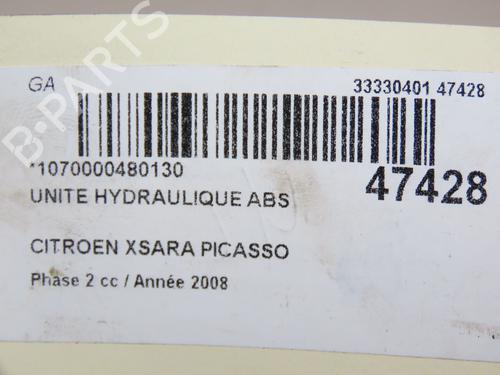 GA
33330401 47428
*1070000480130
47428
UNITE HYDRAULIQUE ABS
CITROEN XSARA PICASSO
Phase 2 cc / Année 2008
B-PARTS